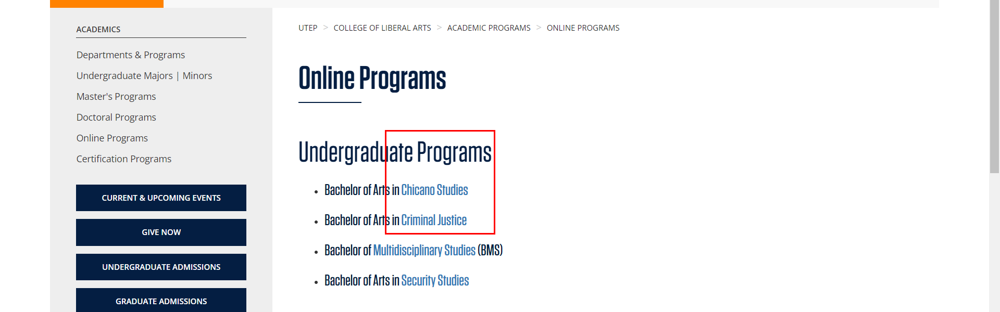 ACADEMICS
Departments & Programs
Undergraduate Majors | Minors
Master's Programs
Doctoral Programs
Online Programs
Certification Programs
CURRENT & UPCOMING EVENTS
GIVE NOW
UNDERGRADUATE ADMISSIONS
GRADUATE ADMISSIONS
UTEP > COLLEGE OF LIBERAL ARTS > ACADEMIC PROGRAMS > ONLINE PROGRAMS
Online Programs
Undergraduate Programs
• Bachelor of Arts in Chicano Studies
• Bachelor of Arts in Criminal Justice
• Bachelor of Multidisciplinary Studies (BMS)
• Bachelor of Arts in Security Studies